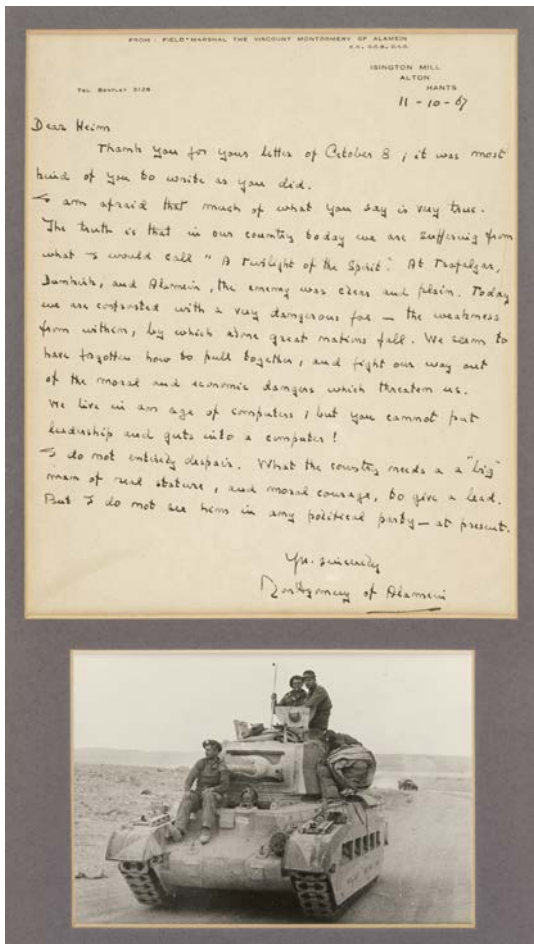 FROM : FIELD-MARSHAL THE VISCOUNT MONTGOMERY OF ALAMEIN
K.G., G.C.B., D.S.O.
ISINGTON MILL
ALTON
HANTS
TEL. BENTLEY 3126
11-10-67
Dear Heim
Thank you for your letter of October 8 ; it was most
kind of you to write as you did.
I am afraid that much of what you say is very true.
The truth is that in our country today we are suffering from
what I would call " A Twilight of the Spirit". At Trafalgar,
Dunkirk, and Alamein, the enemy was clear and plain. Today
we are confronted with a very dangerous foe — the weakness
from within, by which alone great nations fall. We seem to
have forgotten how to pull together, and fight our way out
of the moral and economic dangers which threaten us.
We live in an age of computers ; but you cannot put
leadership and guts into a computer !
I do not entirely despair. What the country needs is a "big"
man of real stature, and moral courage, to give a lead.
But I do not see him in any political party — at present.
Yrs. sincerely
Montgomery of Alamein